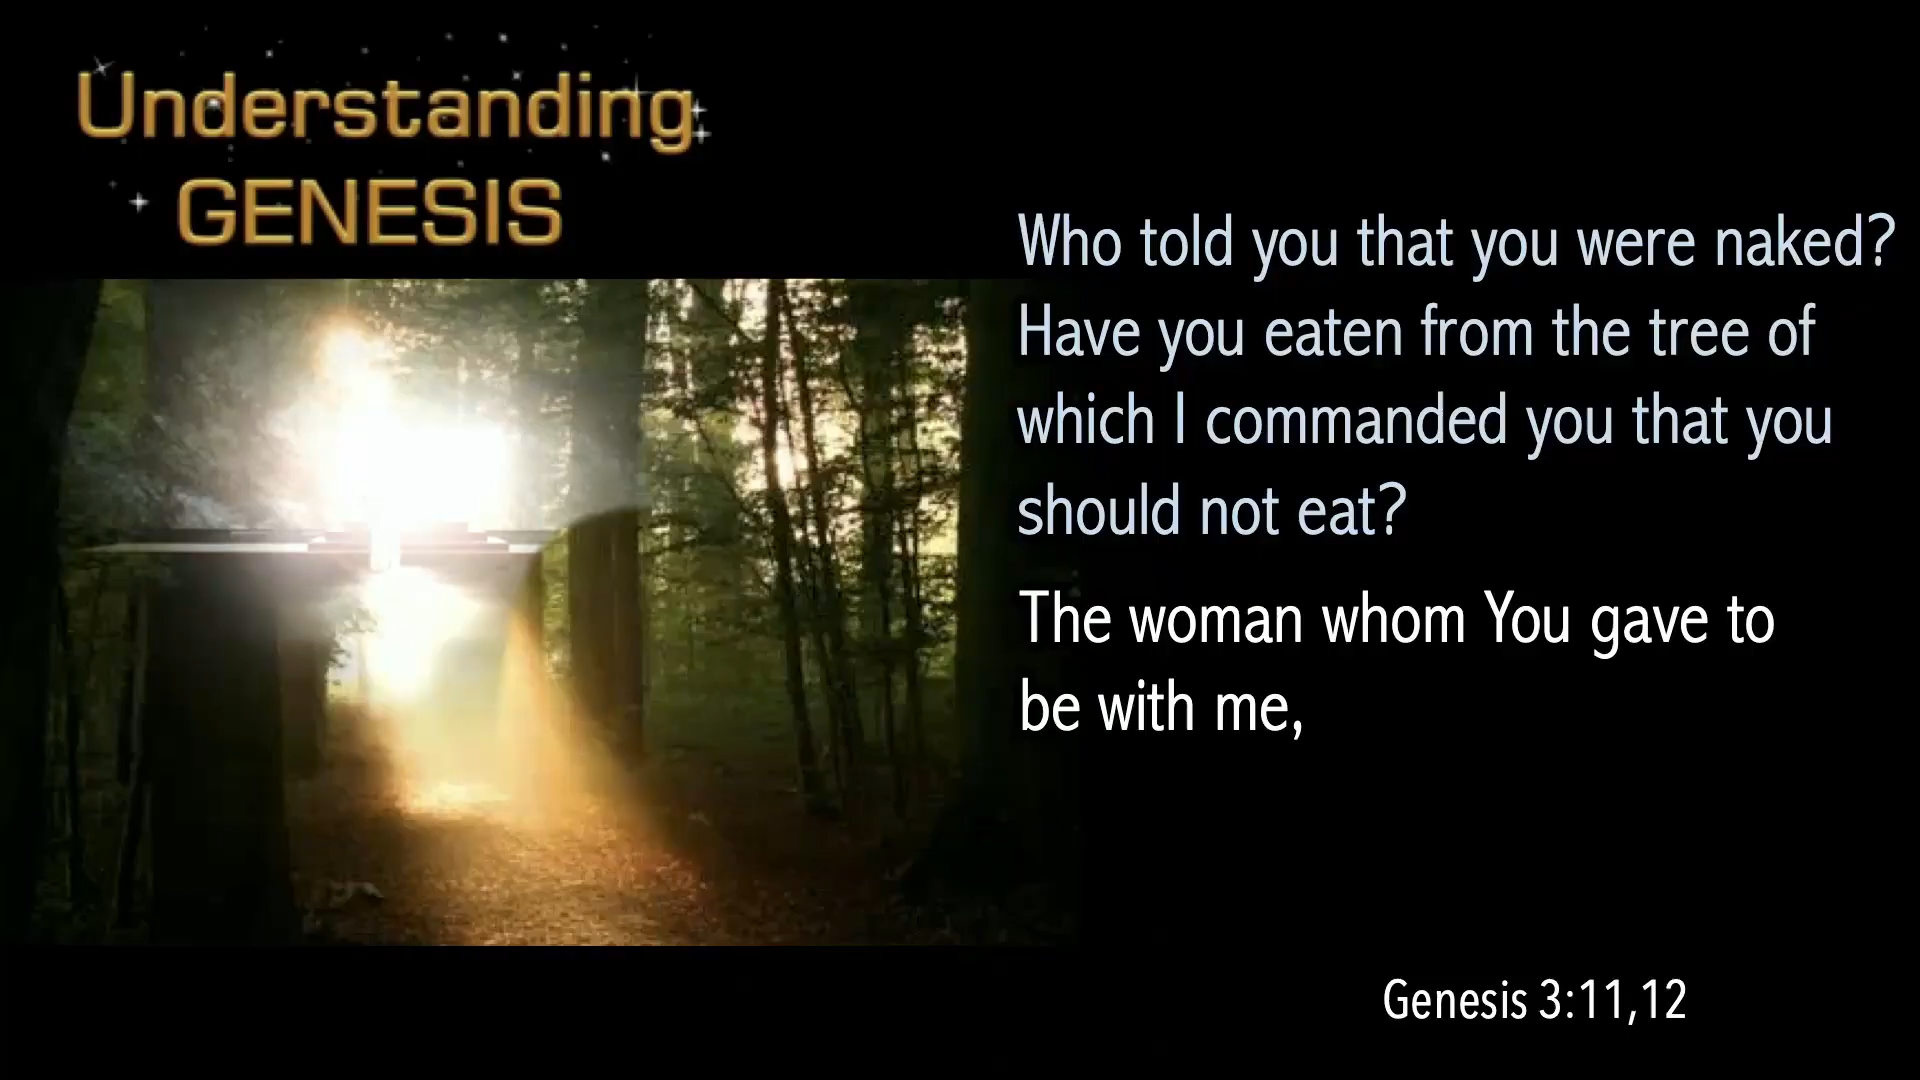 Understanding
GENESIS
Who told you that you were naked?
Have you eaten from the tree of
which I commanded you that you
should not eat?
The woman whom You gave to
be with me,
Genesis 3:11,12